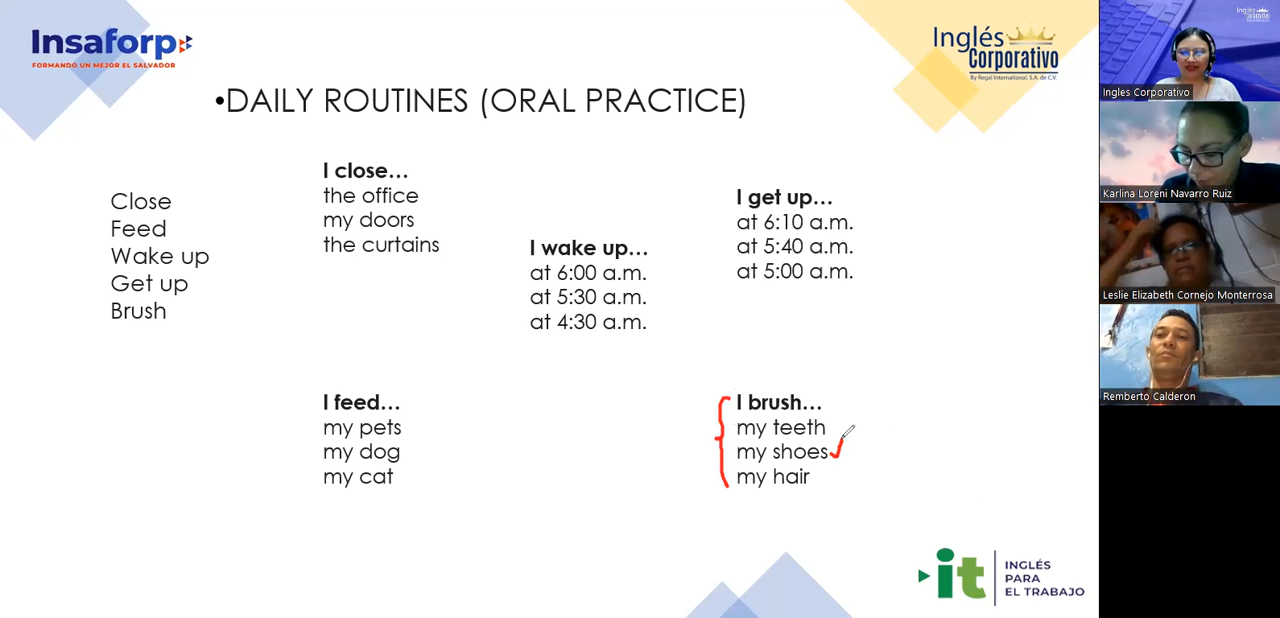 Insaforp
FORMANDO UN MEJOR EL SALVADOR
Inglés
Corporativo
By Regal International, S.A. de C.V.
•DAILY ROUTINES (ORAL PRACTICE)
Close
Feed
Wake up
Get up
Brush
I close...
the office
my doors
the curtains
I wake up...
at 6:00 a.m.
at 5:30 a.m.
at 4:30 a.m.
I get up...
at 6:10 a.m.
at 5:40 a.m.
at 5:00 a.m.
I feed...
my pets
my dog
my cat
I brush...
my teeth
my shoes
my hair
it
INGLÉS
PARA
EL TRABAJO
Ingles Corporativo
Karlina Loreni Navarro Ruiz
Leslie Elizabeth Cornejo Monterrosa
Remberto Calderon